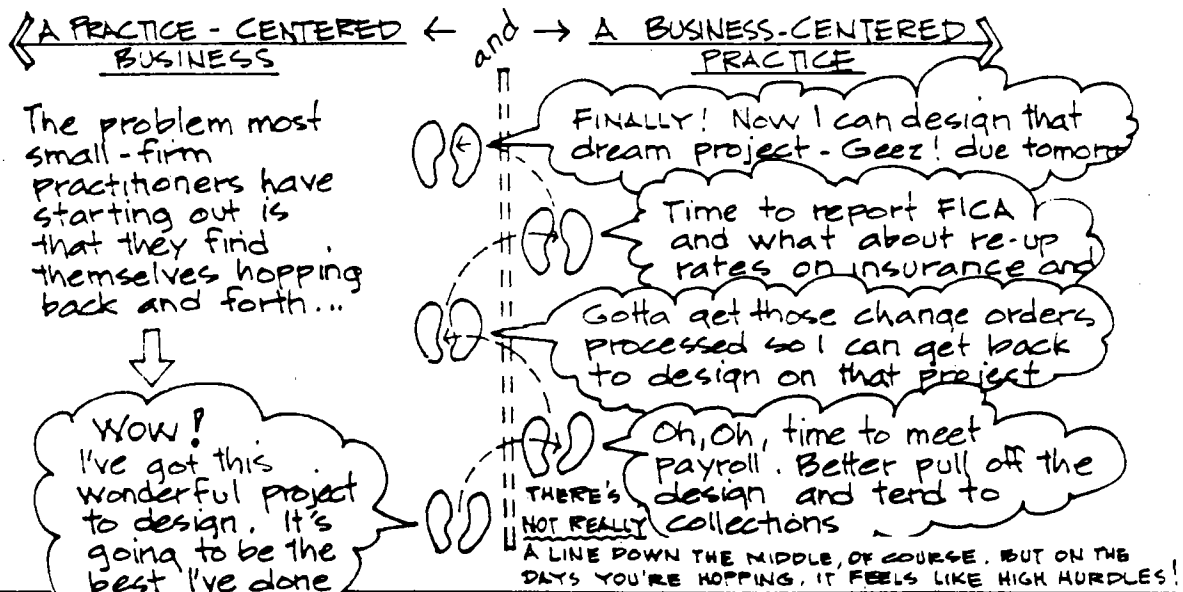 A PRACTICE-CENTERED ← and → A BUSINESS-CENTERED
BUSINESS
PRACTICE
The problem most
small-firm
practitioners have
starting out is
that they find
themselves hopping
back and forth...
WOW!
I've got this
wonderful project
to design. It's
going to be the
best I've done
Oh, Oh, time to meet
payroll. Better pull off the
design and tend to
collections
Gotta get those change orders
processed so I can get back
to design on that project
Time to report FICA
and what about re-up
rates on insurance and
FINALLY! Now I can design that
dream project - Geez! due tomorr
THERE'S
NOT REALLY
A LINE DOWN THE MIDDLE, OF COURSE. BUT ON THE
DAYS YOU'RE HOPPING, IT FEELS LIKE HIGH HURDLES!